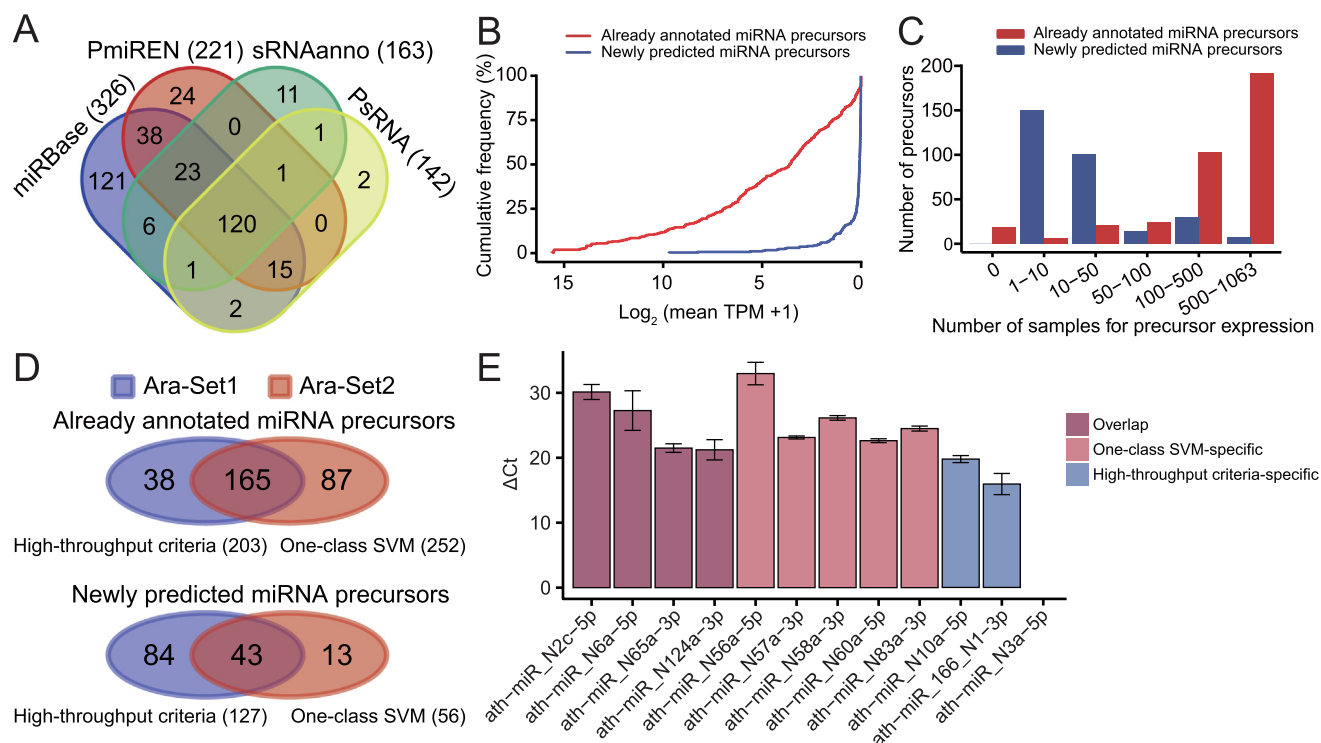 A
PmiREN (221) sRNAanno (163)
miRBase (326)
PsRNA (142)
24
11
38
0
1
121
23
1
2
6
120
0
1
15
2
B
Already annotated miRNA precursors
Newly predicted miRNA precursors
Cumulative frequency (%)
100
75
50
25
0
15
10
5
0
Log2 (mean TPM +1)
C
Already annotated miRNA precursors
Newly predicted miRNA precursors
Number of precursors
200
150
100
50
0
0
1−10
10−50
50−100
100−500
500−1063
Number of samples for precursor expression
D
Ara-Set1 Ara-Set2
Already annotated miRNA precursors
38 165 87
High-throughput criteria (203) One-class SVM (252)
Newly predicted miRNA precursors
84 43 13
High-throughput criteria (127) One-class SVM (56)
E
ΔCt
30
20
10
0
ath−miR_N2c−5p
ath−miR_N6a−5p
ath−miR_N65a−3p
ath−miR_N124a−3p
ath−miR_N56a−5p
ath−miR_N57a−3p
ath−miR_N58a−3p
ath−miR_N60a−5p
ath−miR_N83a−3p
ath−miR_N10a−5p
ath−miR_166_N1−3p
ath−miR_N3a−5p
Overlap
One-class SVM-specific
High-throughput criteria-specific